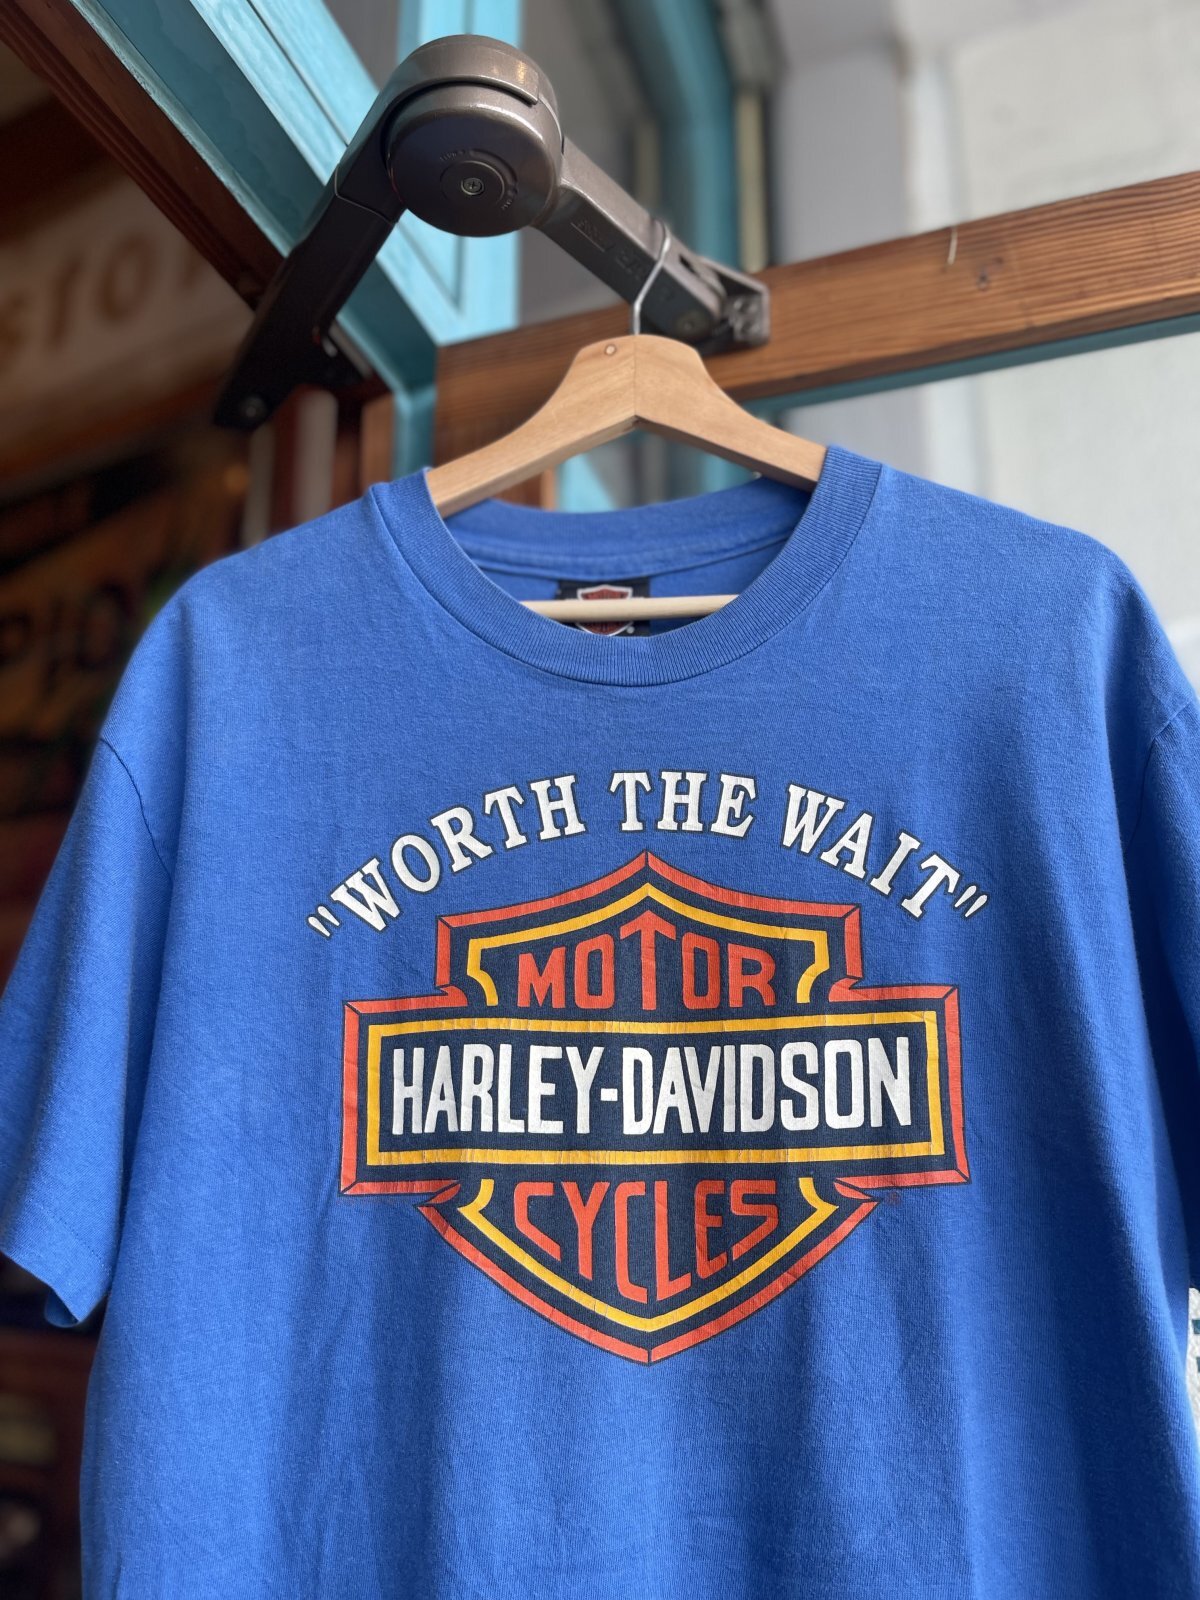 "WORTH THE WAIT"
MOTOR
HARLEY-DAVIDSON
CYCLES